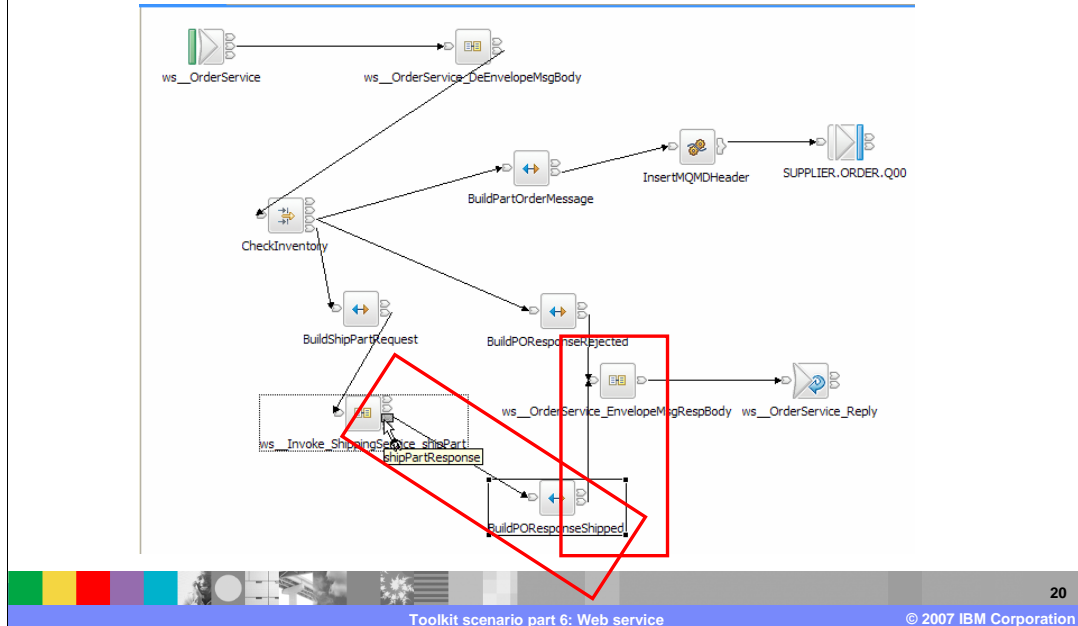 ws__OrderService
ws__OrderService_DeEnvelopeMsgBody
InsertMQMDHeader
SUPPLIER.ORDER.Q00
BuildPartOrderMessage
CheckInventory
BuildShipPartRequest
BuildPOResponseRejected
ws__OrderService_EnvelopeMsgRespBody
ws__OrderService_Reply
ws__Invoke_ShippingService_shipPart
shipPartResponse
BuildPOResponseShipped
20
Toolkit scenario part 6: Web service
© 2007 IBM Corporation